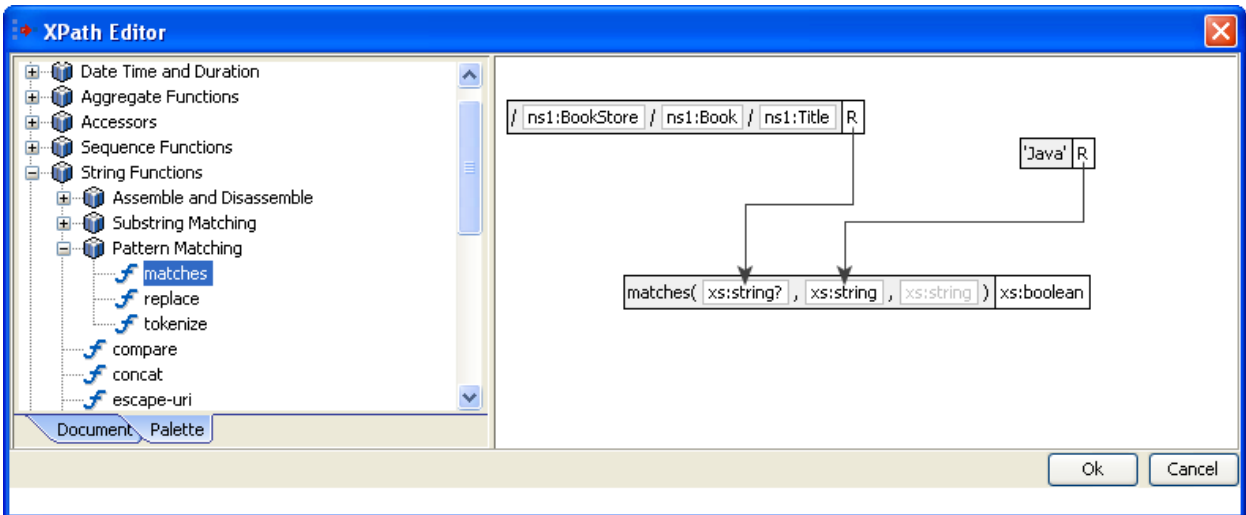 XPath Editor
Date Time and Duration
Aggregate Functions
Accessors
Sequence Functions
String Functions
Assemble and Disassemble
Substring Matching
Pattern Matching
matches
replace
tokenize
compare
concat
escape-uri
Document Palette
/ ns1:BookStore / ns1:Book / ns1:Title R
'Java' R
matches( xs:string? , xs:string , xs:string ) xs:boolean
Ok Cancel